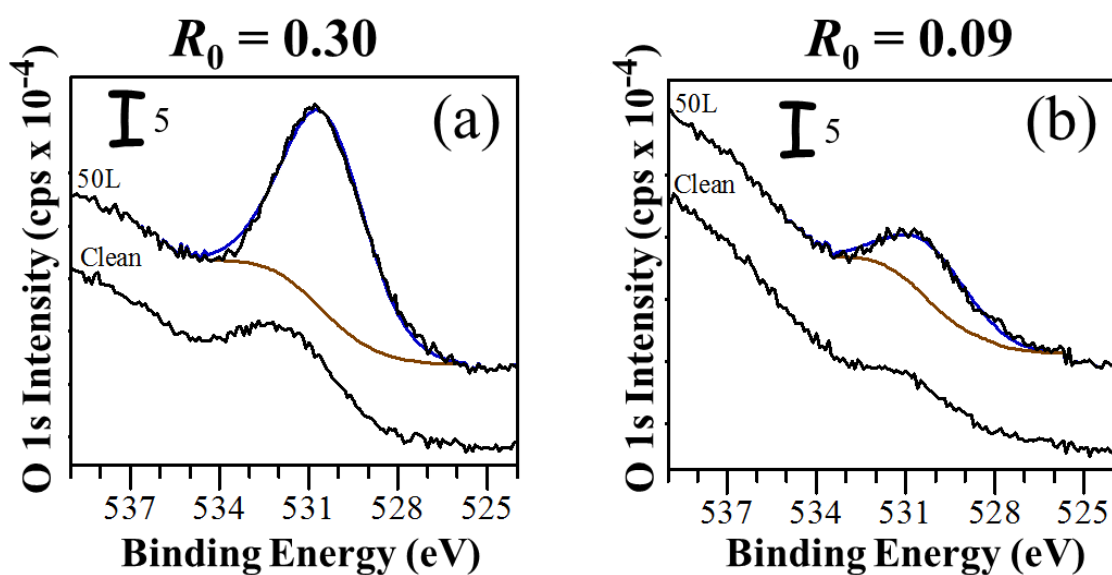 R₀ = 0.30
O 1s Intensity (cps x 10⁻⁴)
5
(a)
50L
Clean
537 534 531 528 525
Binding Energy (eV)
R₀ = 0.09
O 1s Intensity (cps x 10⁻⁴)
50L
5
(b)
Clean
537 534 531 528 525
Binding Energy (eV)